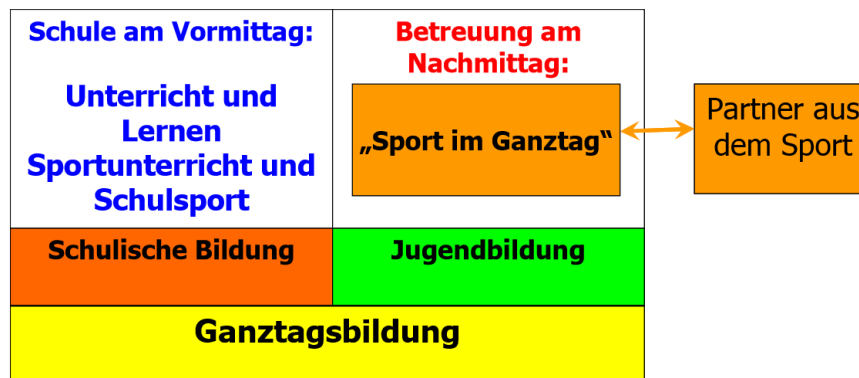 Schule am Vormittag:
Unterricht und
Lernen
Sportunterricht und
Schulsport
Betreuung am
Nachmittag:
„Sport im Ganztag“
Partner aus
dem Sport
Schulische Bildung
Jugendbildung
Ganztagsbildung